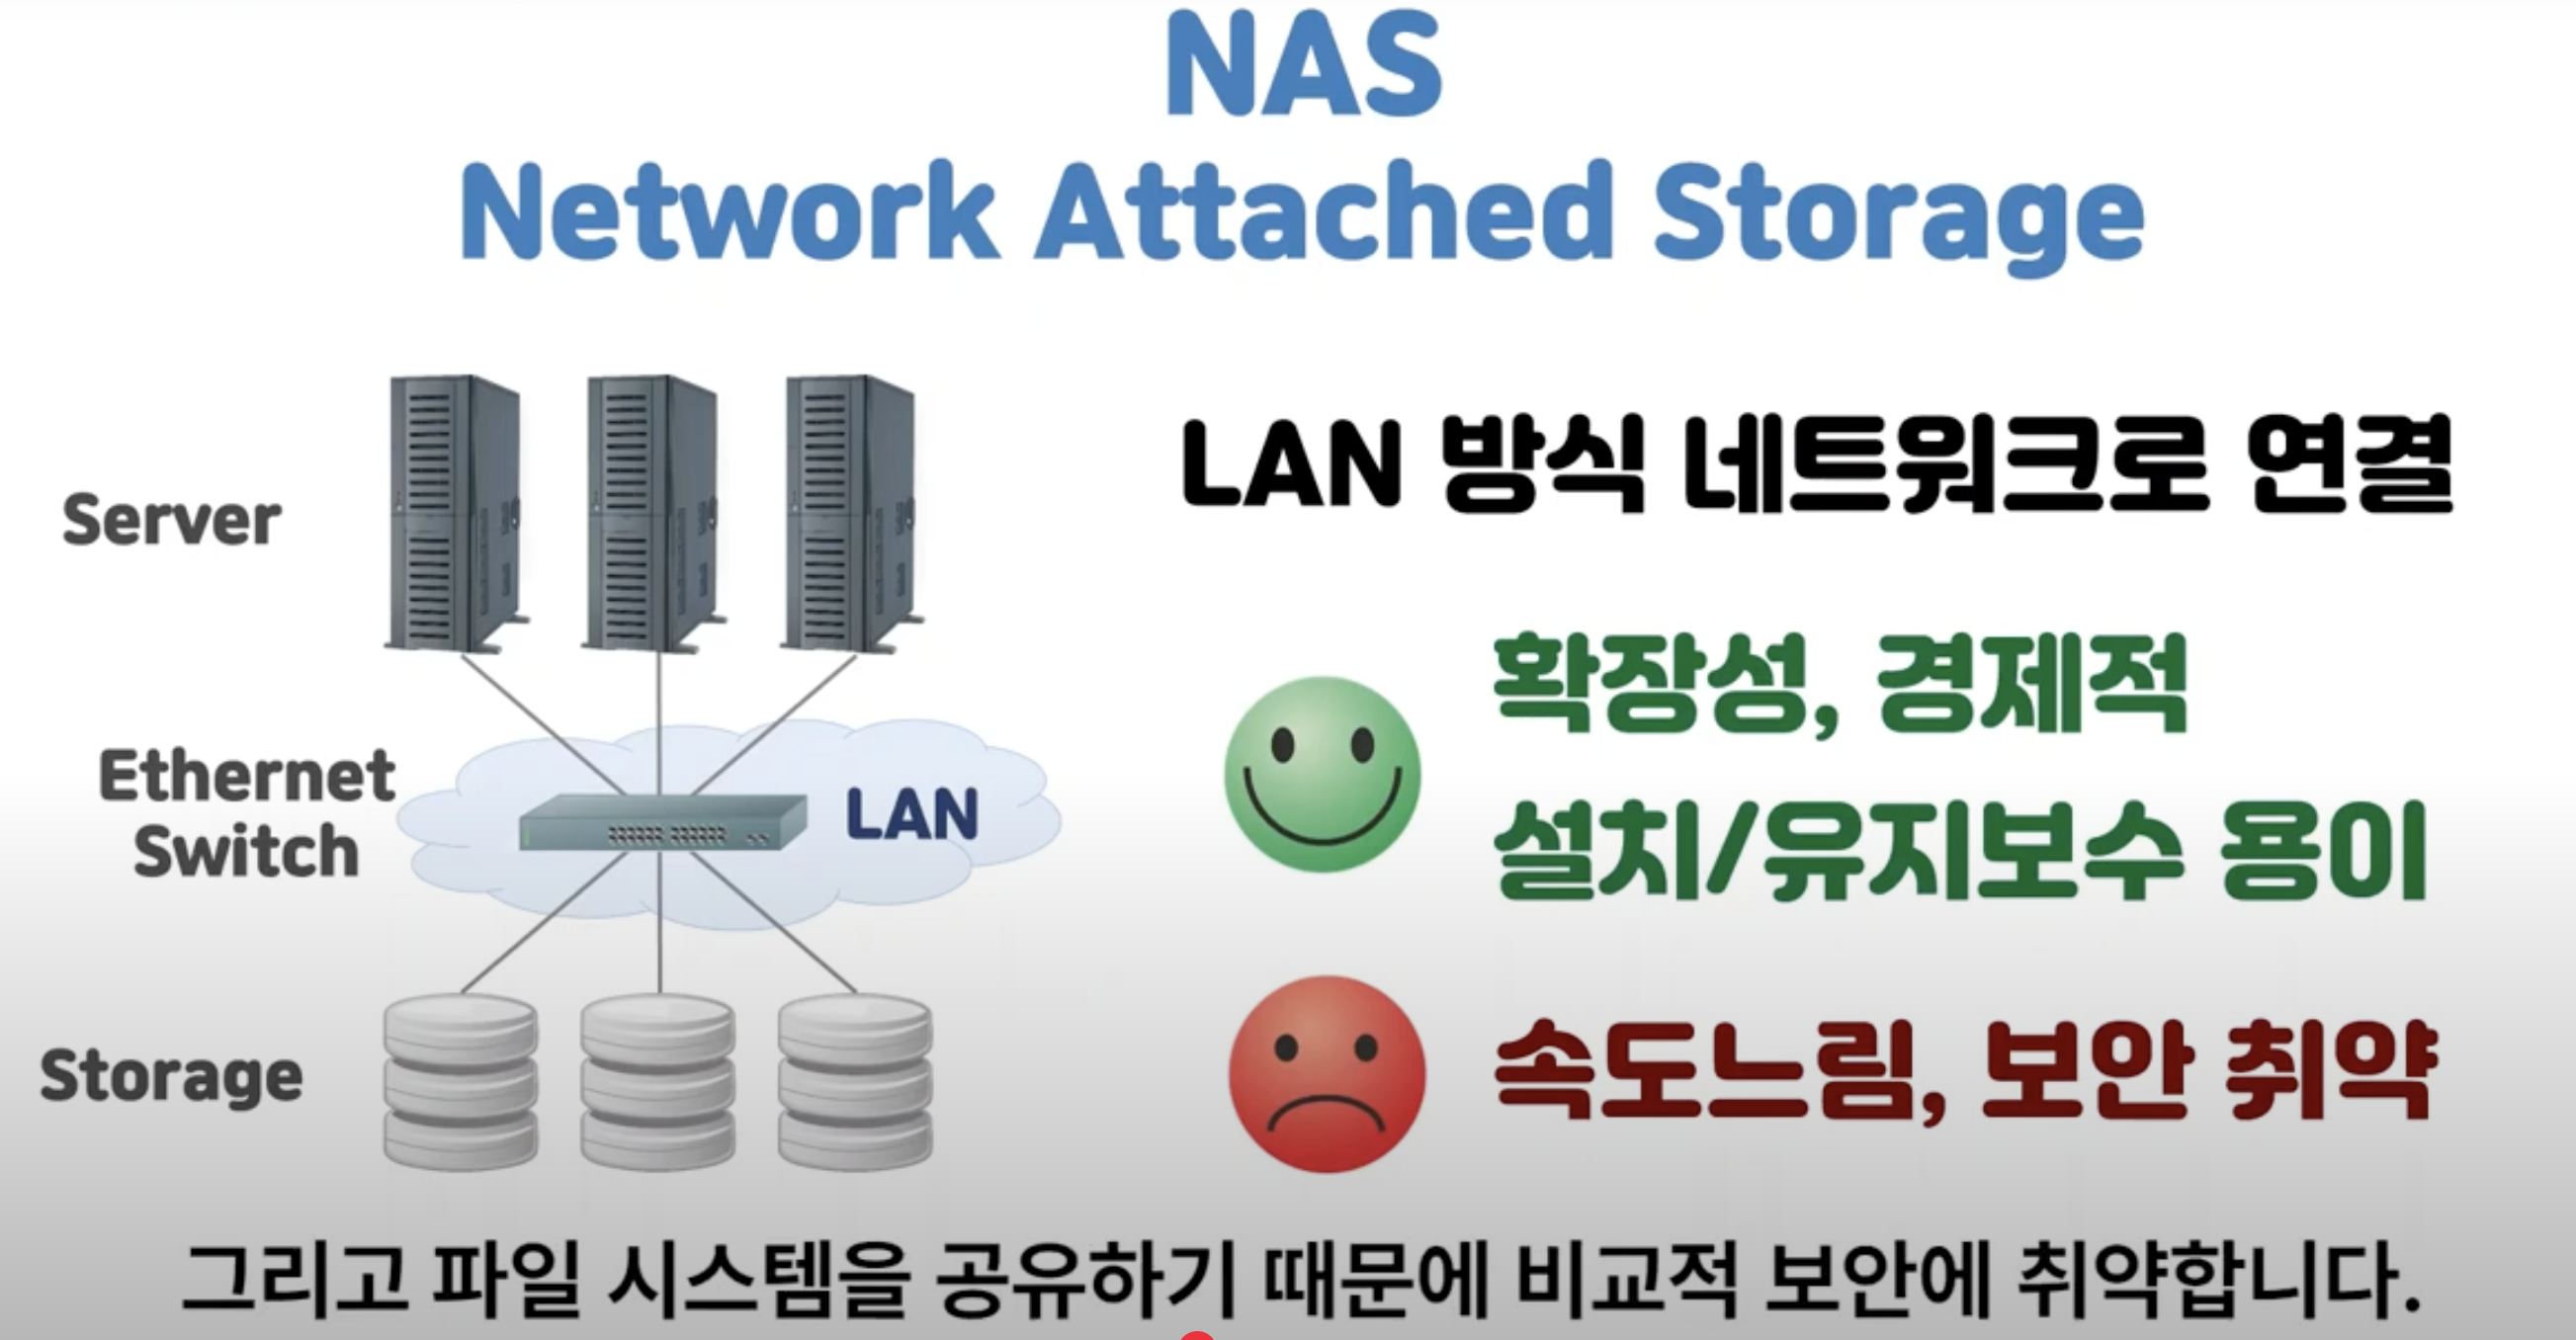 NAS
Network Attached Storage
Server
Ethernet
Switch
LAN
Storage
LAN 방식 네트워크로 연결
확장성, 경제적
설치/유지보수 용이
속도느림, 보안 취약
그리고 파일 시스템을 공유하기 때문에 비교적 보안에 취약합니다.